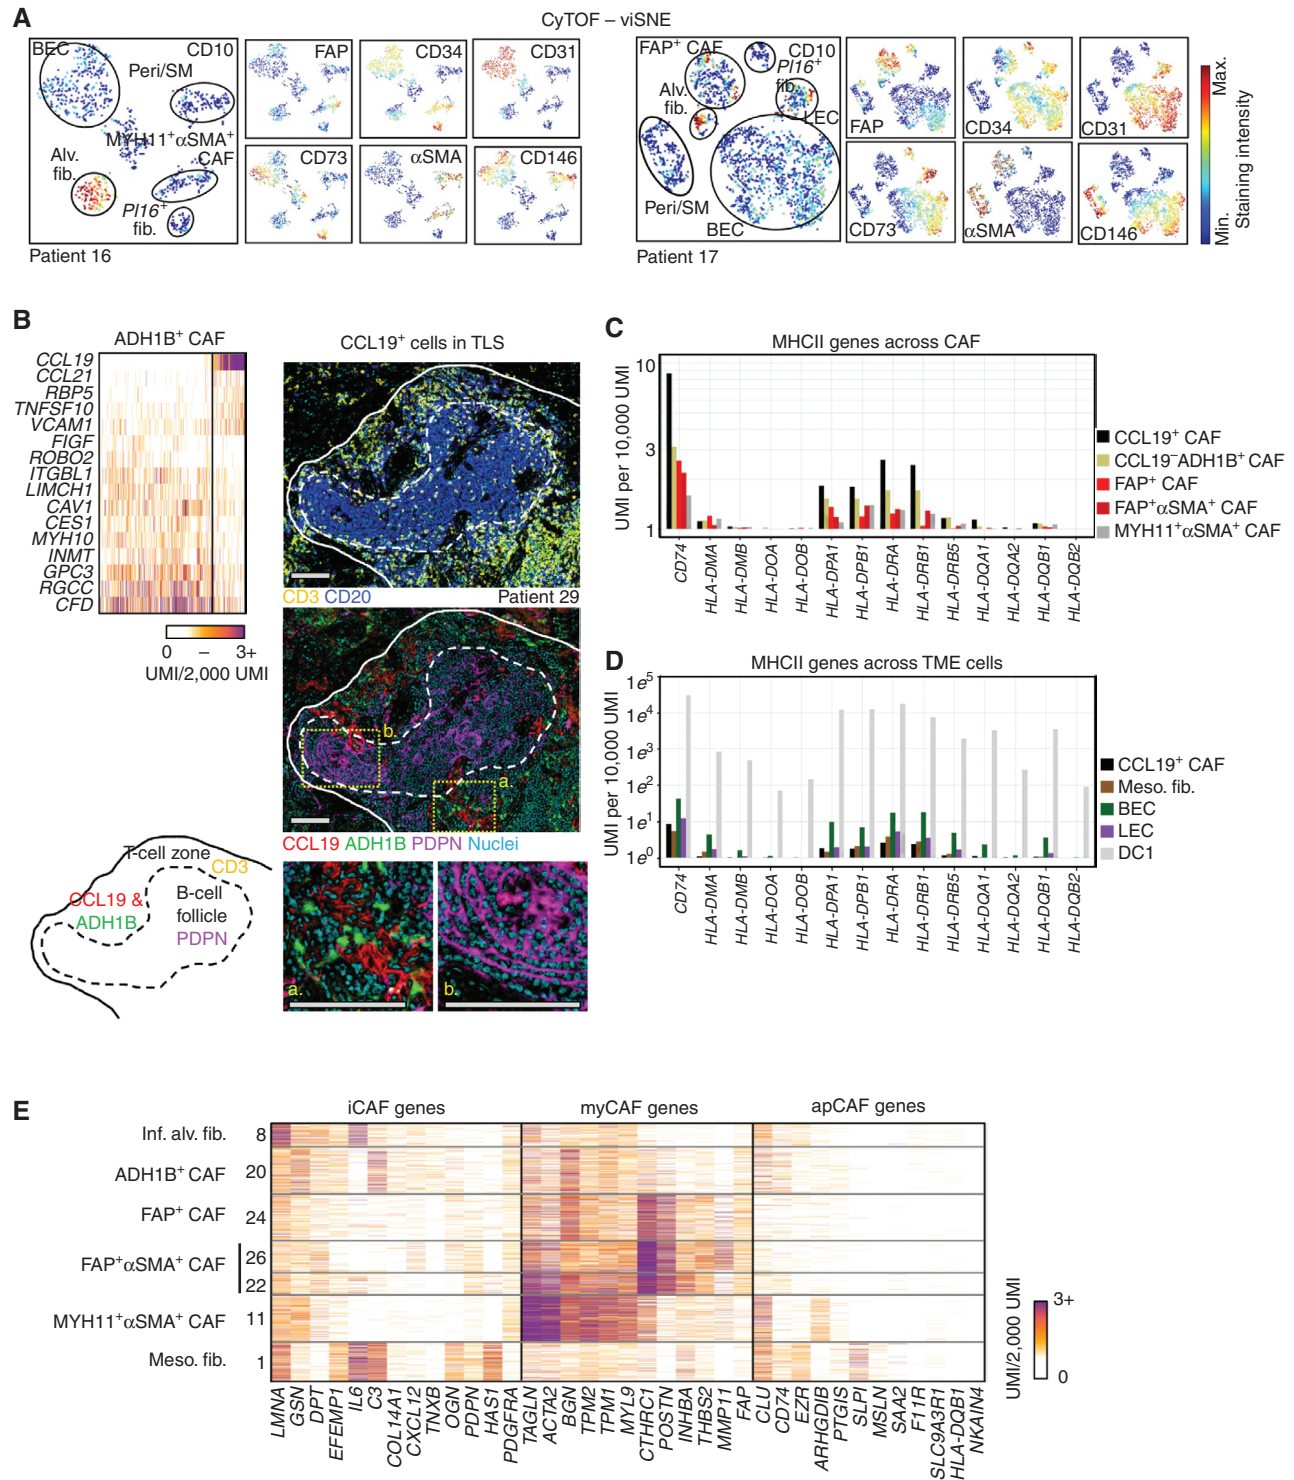 A
CyTOF – viSNE
BEC
CD10
Peri/SM
MYH11⁺αSMA⁺
CAF
Alv.
fib.
PI16⁺
fib.
Patient 16
FAP
CD34
CD31
CD73
αSMA
CD146
FAP⁺ CAF
CD10
PI16⁺
fib.
Alv.
fib.
LEC
Peri/SM
BEC
Patient 17
FAP
CD34
CD31
CD73
αSMA
CD146
Max.
Staining intensity
Min.
B
ADH1B⁺ CAF
CCL19
CCL21
RBP5
TNFSF10
VCAM1
FIGF
ROBO2
ITGBL1
LIMCH1
CAV1
CES1
MYH10
INMT
GPC3
RGCC
CFD
0 – 3+
UMI/2,000 UMI
CCL19⁺ cells in TLS
CD3 CD20
Patient 29
b.
a.
CCL19 ADH1B PDPN Nuclei
a.
b.
T-cell zone
CD3
CCL19 &
ADH1B
B-cell
follicle
PDPN
C
MHCII genes across CAF
UMI per 10,000 UMI
10
3
1
CD74
HLA-DMA
HLA-DMB
HLA-DOA
HLA-DOB
HLA-DPA1
HLA-DPB1
HLA-DRA
HLA-DRB1
HLA-DRB5
HLA-DQA1
HLA-DQA2
HLA-DQB1
HLA-DQB2
CCL19⁺ CAF
CCL19⁻ADH1B⁺ CAF
FAP⁺ CAF
FAP⁺αSMA⁺ CAF
MYH11⁺αSMA⁺ CAF
D
MHCII genes across TME cells
UMI per 10,000 UMI
1e⁵
1e⁴
1e³
1e²
1e¹
1e⁰
CD74
HLA-DMA
HLA-DMB
HLA-DOA
HLA-DOB
HLA-DPA1
HLA-DPB1
HLA-DRA
HLA-DRB1
HLA-DRB5
HLA-DQA1
HLA-DQA2
HLA-DQB1
HLA-DQB2
CCL19⁺ CAF
Meso. fib.
BEC
LEC
DC1
E
iCAF genes
myCAF genes
apCAF genes
Inf. alv. fib. 8
ADH1B⁺ CAF 20
FAP⁺ CAF 24
FAP⁺αSMA⁺ CAF
26
22
MYH11⁺αSMA⁺ CAF 11
Meso. fib. 1
LMNA
GSN
DPT
EFEMP1
IL6
C3
COL14A1
CXCL12
TNXB
OGN
PDPN
HAS1
PDGFRA
TAGLN
ACTA2
BGN
TPM2
TPM1
MYL9
CTHRC1
POSTN
INHBA
THBS2
MMP11
FAP
CLU
CD74
EZR
ARHGDIB
PTGIS
SLPI
MSLN
SAA2
F11R
SLC9A3R1
HLA-DQB1
NKAIN4
UMI/2,000 UMI
3+
0